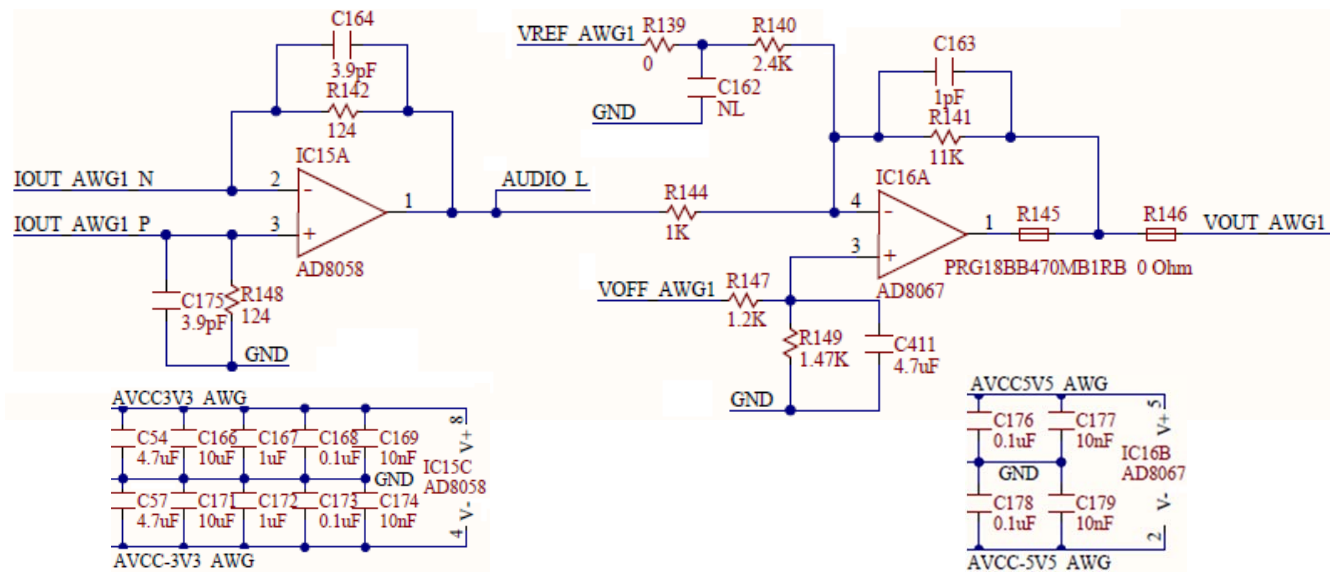 C164
3.9pF
R142
124
IC15A
IOUT_AWG1_N
2
-
1
IOUT_AWG1_P
3
+
AD8058
C175
3.9pF
R148
124
GND
AUDIO_L
VREF_AWG1
R139
0
R140
2.4K
C162
NL
GND
C163
1pF
R141
11K
IC16A
R144
1K
4
-
3
+
1
AD8067
R145
PRG18BB470MB1RB
R146
0 Ohm
VOUT_AWG1
VOFF_AWG1
R147
1.2K
R149
1.47K
C411
4.7uF
GND
AVCC3V3_AWG
8
V+
C54
4.7uF
C166
10uF
C167
1uF
C168
0.1uF
C169
10nF
GND
IC15C
AD8058
C57
4.7uF
C171
10uF
C172
1uF
C173
0.1uF
C174
10nF
V-
4
AVCC-3V3_AWG
AVCC5V5_AWG
5
V+
C176
0.1uF
C177
10nF
GND
IC16B
AD8067
C178
0.1uF
C179
10nF
V-
2
AVCC-5V5_AWG